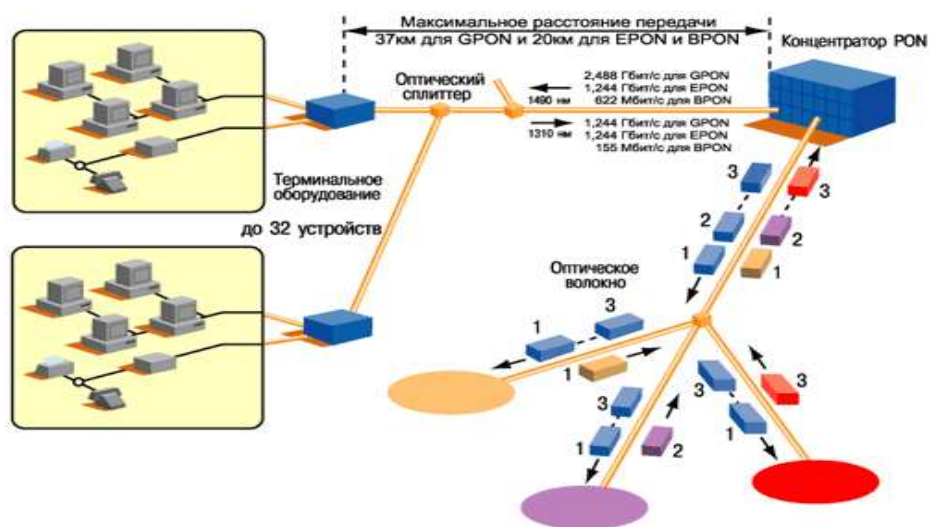 Максимальное расстояние передачи
37км для GPON и 20км для EPON и BPON
Концентратор PON
Оптический
сплиттер
1490 нм
2,488 Гбит/с для GPON
1,244 Гбит/с для EPON
622 Мбит/с для BPON
1310 нм
1,244 Гбит/с для GPON
1,244 Гбит/с для EPON
155 Мбит/с для BPON
Терминальное
оборудование
до 32 устройств
3
3
2
2
1
1
Оптическое
волокно
3
1
1
3
3
3
1
2
1